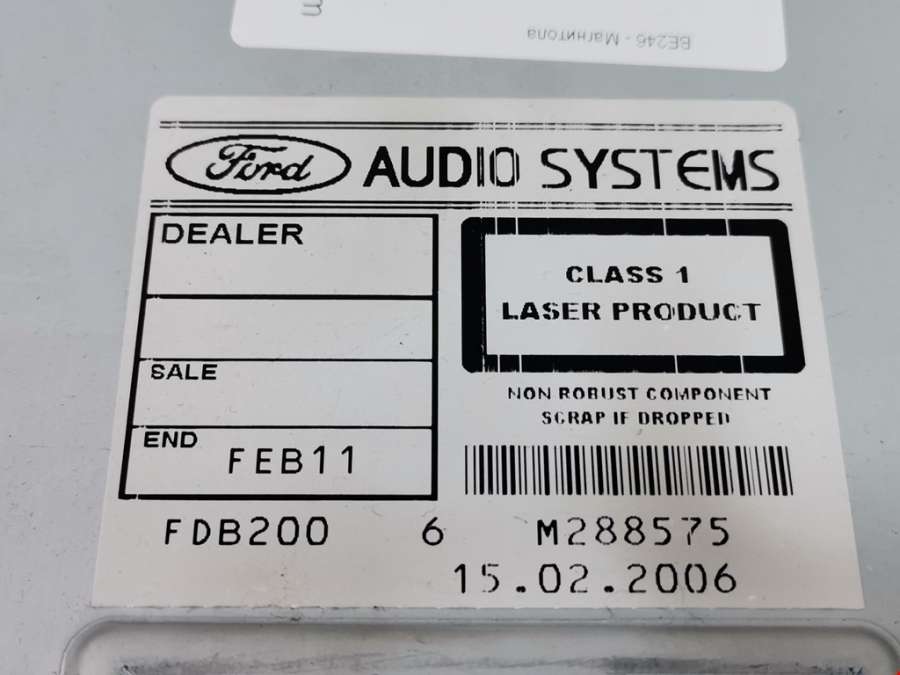 m
BE246 - Магнитола
Ford AUDIO SYSTEMS
DEALER
CLASS 1
LASER PRODUCT
SALE
NON ROBUST COMPONENT
SCRAP IF DROPPED
END FEB11
FDB200 6 M288575
15.02.2006